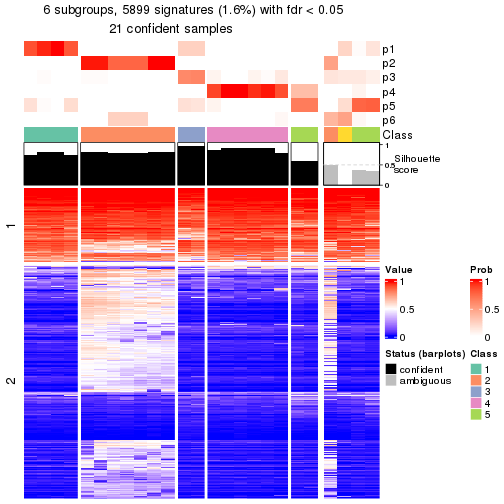 6 subgroups, 5899 signatures (1.6%) with fdr < 0.05
21 confident samples
p1
p2
p3
p4
p5
p6
Class
1
0.5
0
Silhouette
score
1
2
Value
1
0.5
0
Prob
1
0.5
0
Status (barplots)
confident
ambiguous
Class
1
2
3
4
5